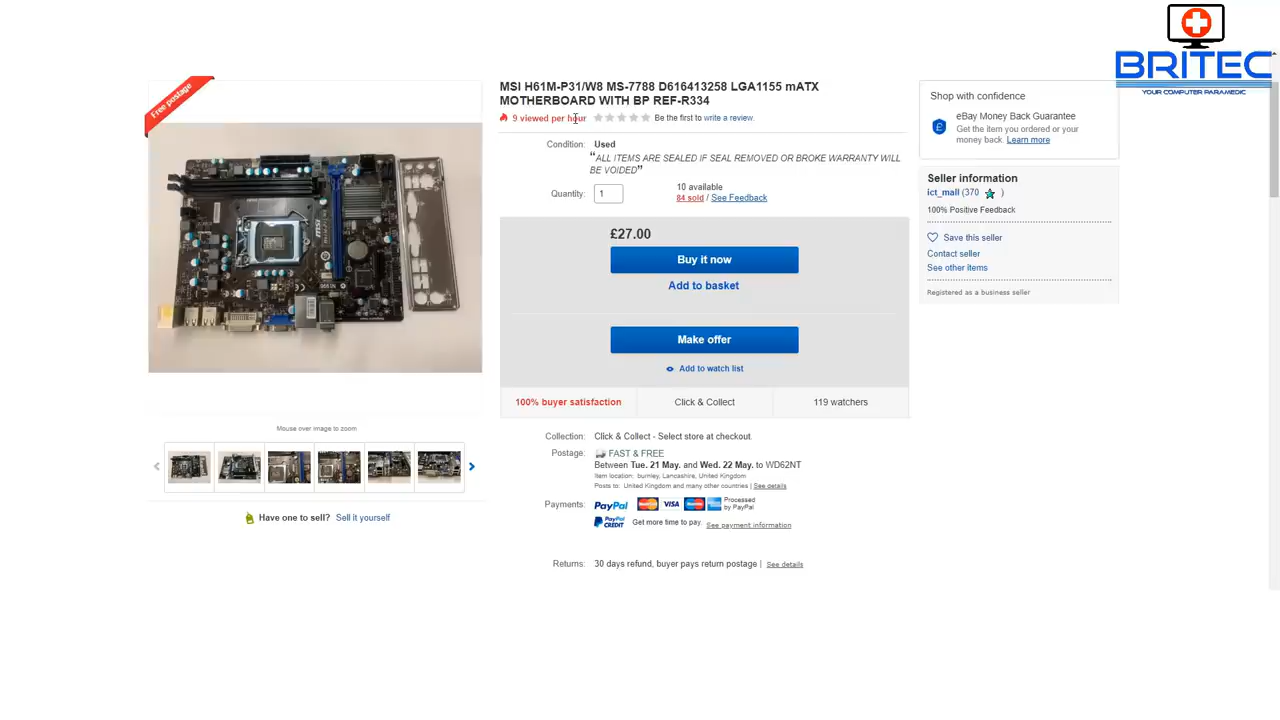 BRITEC
YOUR COMPUTER PARAMEDIC
Free postage
MSI H61M-P31/W8 MS-7788 D616413258 LGA1155 mATX
MOTHERBOARD WITH BP REF-R334
9 viewed per hour
Be the first to write a review.
Condition: Used
“ALL ITEMS ARE SEALED IF SEAL REMOVED OR BROKE WARRANTY WILL
BE VOIDED”
Quantity: 1
10 available
84 sold / See Feedback
£27.00
Buy it now
Add to basket
Make offer
Add to watch list
100% buyer satisfaction
Click & Collect
119 watchers
Collection: Click & Collect - Select store at checkout.
Postage: FAST & FREE
Between Tue. 21 May. and Wed. 22 May. to WD62NT
Item location: burnley, Lancashire, United Kingdom
Posts to: United Kingdom and many other countries | See details
Payments: PayPal VISA Processed
by PayPal
PayPal CREDIT Get more time to pay. See payment information
Returns: 30 days refund, buyer pays return postage | See details
Mouse over image to zoom
Have one to sell? Sell it yourself
Shop with confidence
eBay Money Back Guarantee
Get the item you ordered or your
money back. Learn more
Seller information
ict_mall (370 )
100% Positive Feedback
Save this seller
Contact seller
See other items
Registered as a business seller
msi